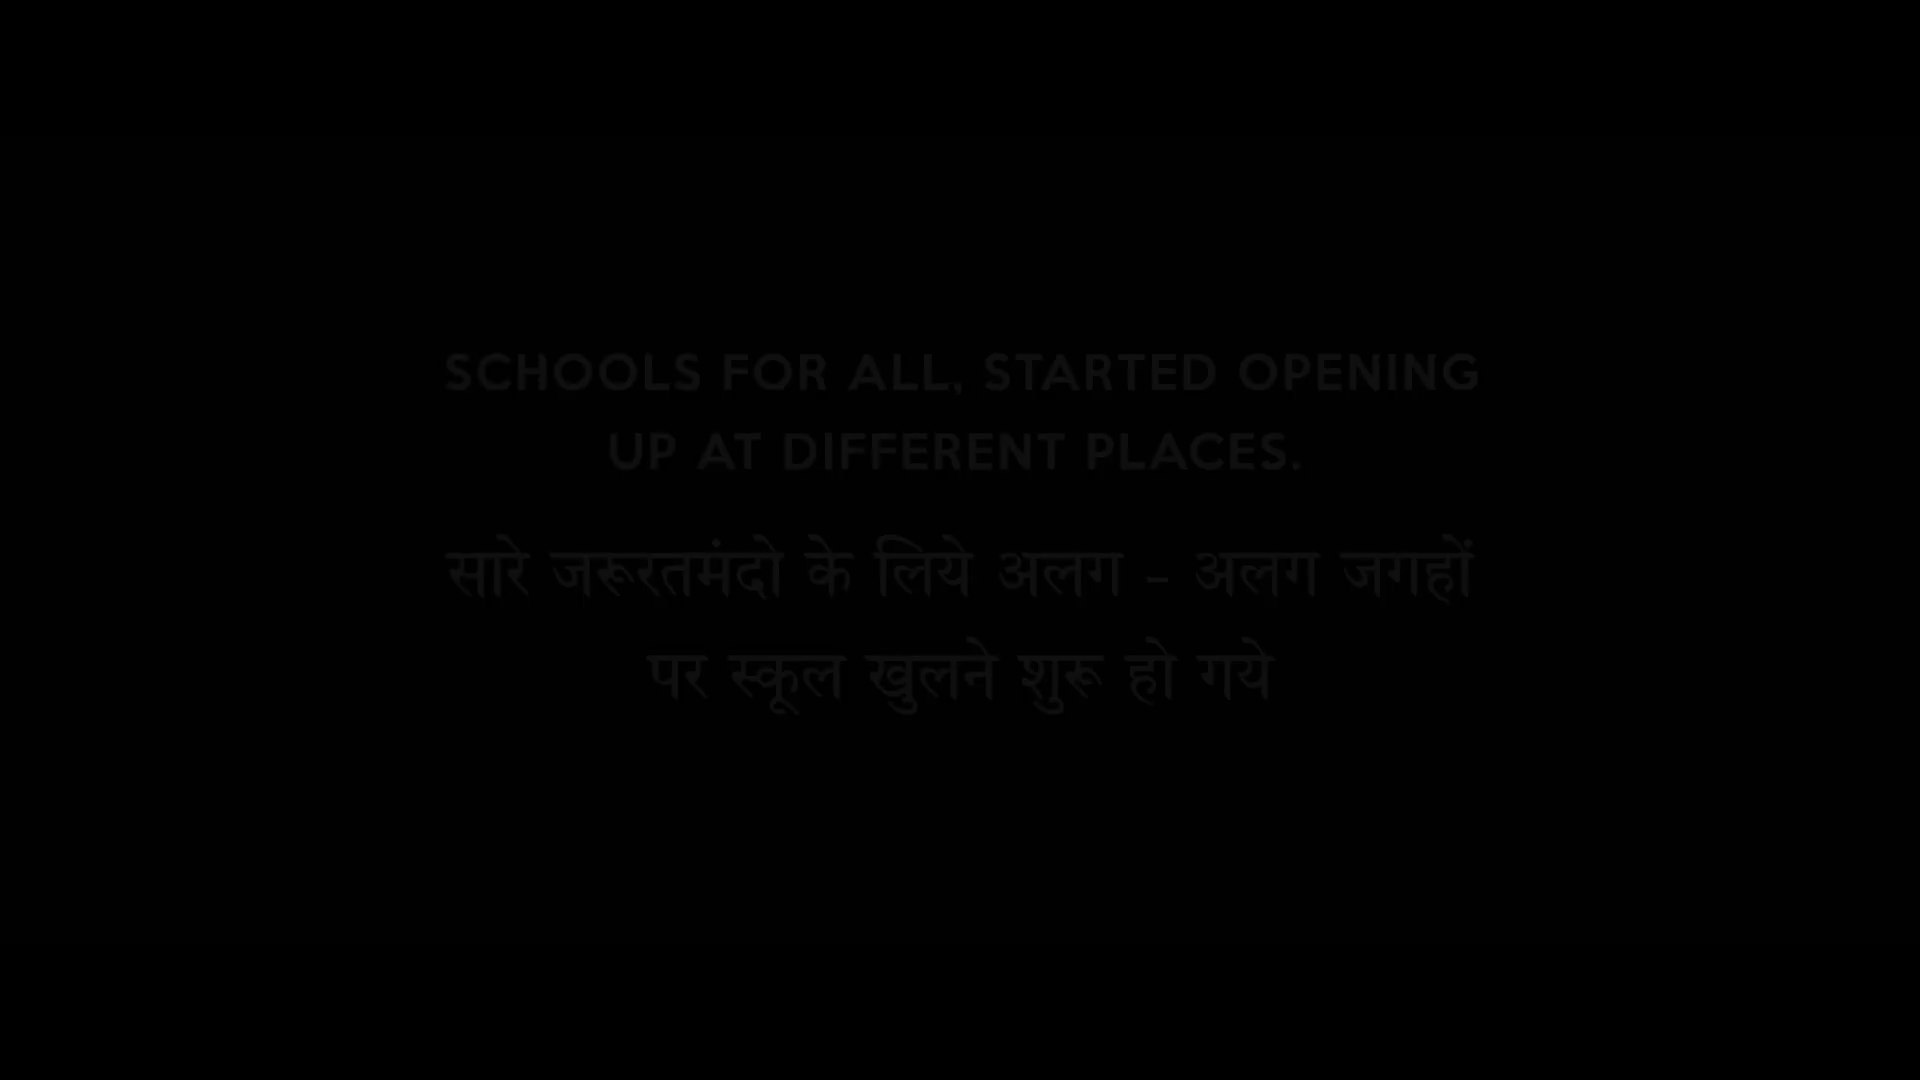 SCHOOLS FOR ALL, STARTED OPENING
UP AT DIFFERENT PLACES.
सारे जरूरतमंदो के लिये अलग - अलग जगहों
पर स्कूल खुलने शुरू हो गये